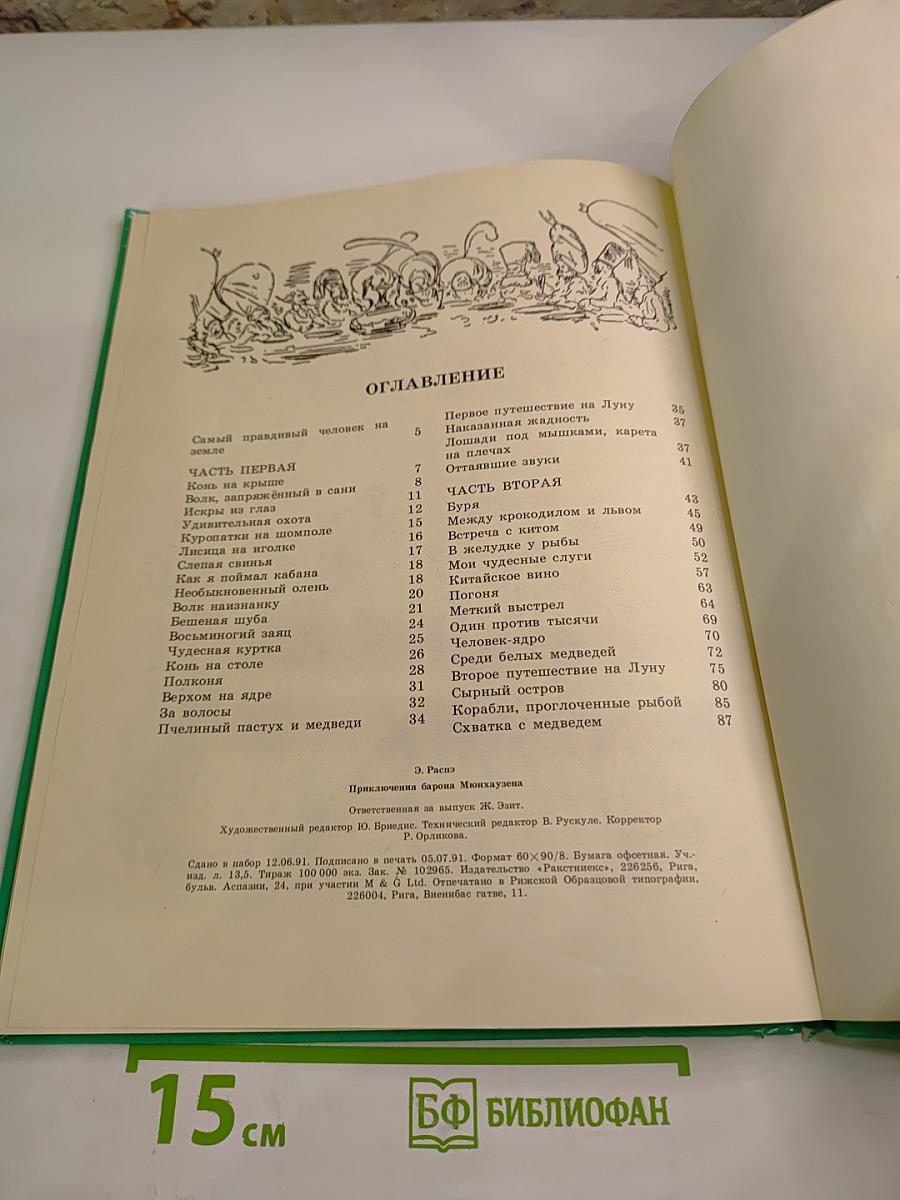 ОГЛАВЛЕНИЕ
Самый правдивый человек на
земле 5
ЧАСТЬ ПЕРВАЯ
Конь на крыше 7
Волк, запряжённый в сани 8
Искры из глаз 11
Удивительная охота 12
Куропатки на шомполе 15
Лисица на иголке 16
Слепая свинья 17
Как я поймал кабана 18
Необыкновенный олень 18
Волк наизнанку 20
Бешеная шуба 21
Восьминогий заяц 24
Чудесная куртка 25
Конь на столе 26
Полконя 28
Верхом на ядре 31
За волосы 32
Пчелиный пастух и медведи 34
Первое путешествие на Луну 35
Наказанная жадность 37
Лошади под мышками, карета
на плечах 37
Оттаявшие звуки 41
ЧАСТЬ ВТОРАЯ
Буря 43
Между крокодилом и львом 45
Встреча с китом 49
В желудке у рыбы 50
Мои чудесные слуги 52
Китайское вино 57
Погоня 63
Меткий выстрел 64
Один против тысячи 69
Человек-ядро 70
Среди белых медведей 72
Второе путешествие на Луну 75
Сырный остров 80
Корабли, проглоченные рыбой 85
Схватка с медведем 87
Э. Распэ
Приключения барона Мюнхаузена
Ответственная за выпуск Ж. Эзит.
Художественный редактор Ю. Бриедис. Технический редактор В. Рускуле. Корректор
Р. Орликова.
Сдано в набор 12.06.91. Подписано в печать 05.07.91. Формат 60×90/8. Бумага офсетная. Уч.-
изд. л. 13,5. Тираж 100 000 экз. Зак. № 102965. Издательство «Ракстниекс», 226256, Рига,
бульв. Аспазии, 24, при участии M & G Ltd. Отпечатано в Рижской Образцовой типографии,
226004, Рига, Виенибас гатве, 11.
15 см
БФ БИБЛИОФАН